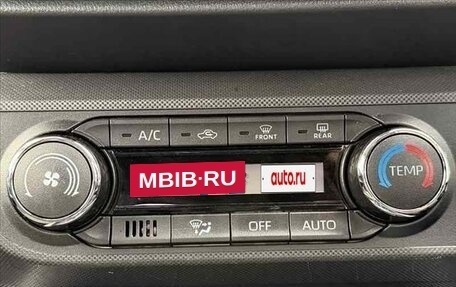 A/C
FRONT
REAR
TEMP
MBIB·RU
auto.ru
OFF
AUTO